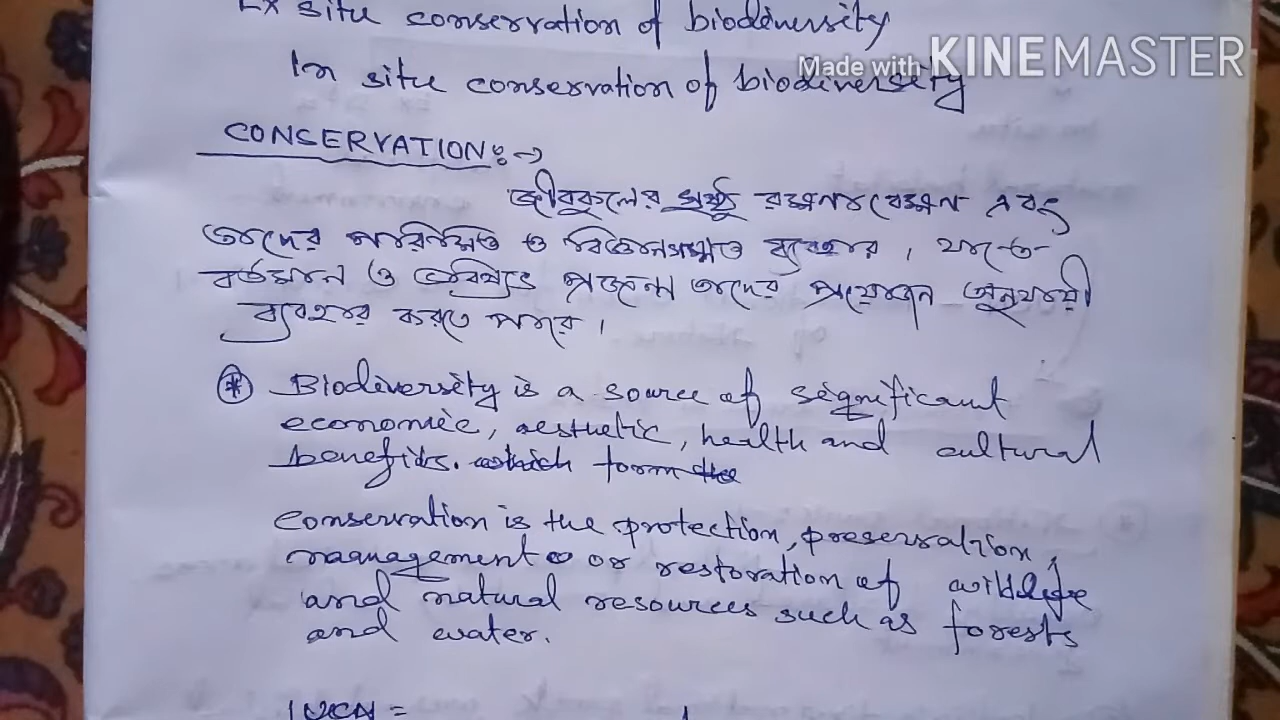 Ex situ conservation of biodiversity
In situ conservation of biodiversity
Made with KINEMASTER
CONSERVATION:→
জীবকুলের সুষ্ঠু রক্ষণাবেক্ষণ এবং
তাদের পরিমিত ও বিজ্ঞানসম্মত ব্যবহার। যাতে
বর্তমান ও ভবিষ্যৎ প্রজন্ম তাদের প্রয়োজন অনুযায়ী
ব্যবহার করতে পারে।
* Biodiversity is a source of significant
economic, aesthetic, health and cultural
benefits. which form the
Conservation is the protection, preservation,
management or restoration of wildlife
and natural resources such as forests
and water.
IUCN =